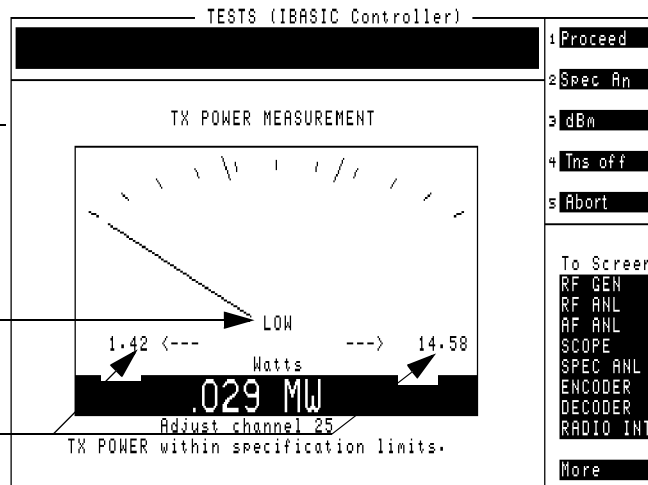 TESTS (IBASIC Controller)
TX POWER MEASUREMENT
LOW
1.42 <--- ---> 14.58
Watts
.029 MW
Adjust channel 25
TX POWER within specification limits.
1 Proceed
2 Spec An
3 dBm
4 Tns off
5 Abort
To Screen
RF GEN
RF ANL
AF ANL
SCOPE
SPEC ANL
ENCODER
DECODER
RADIO INT
More